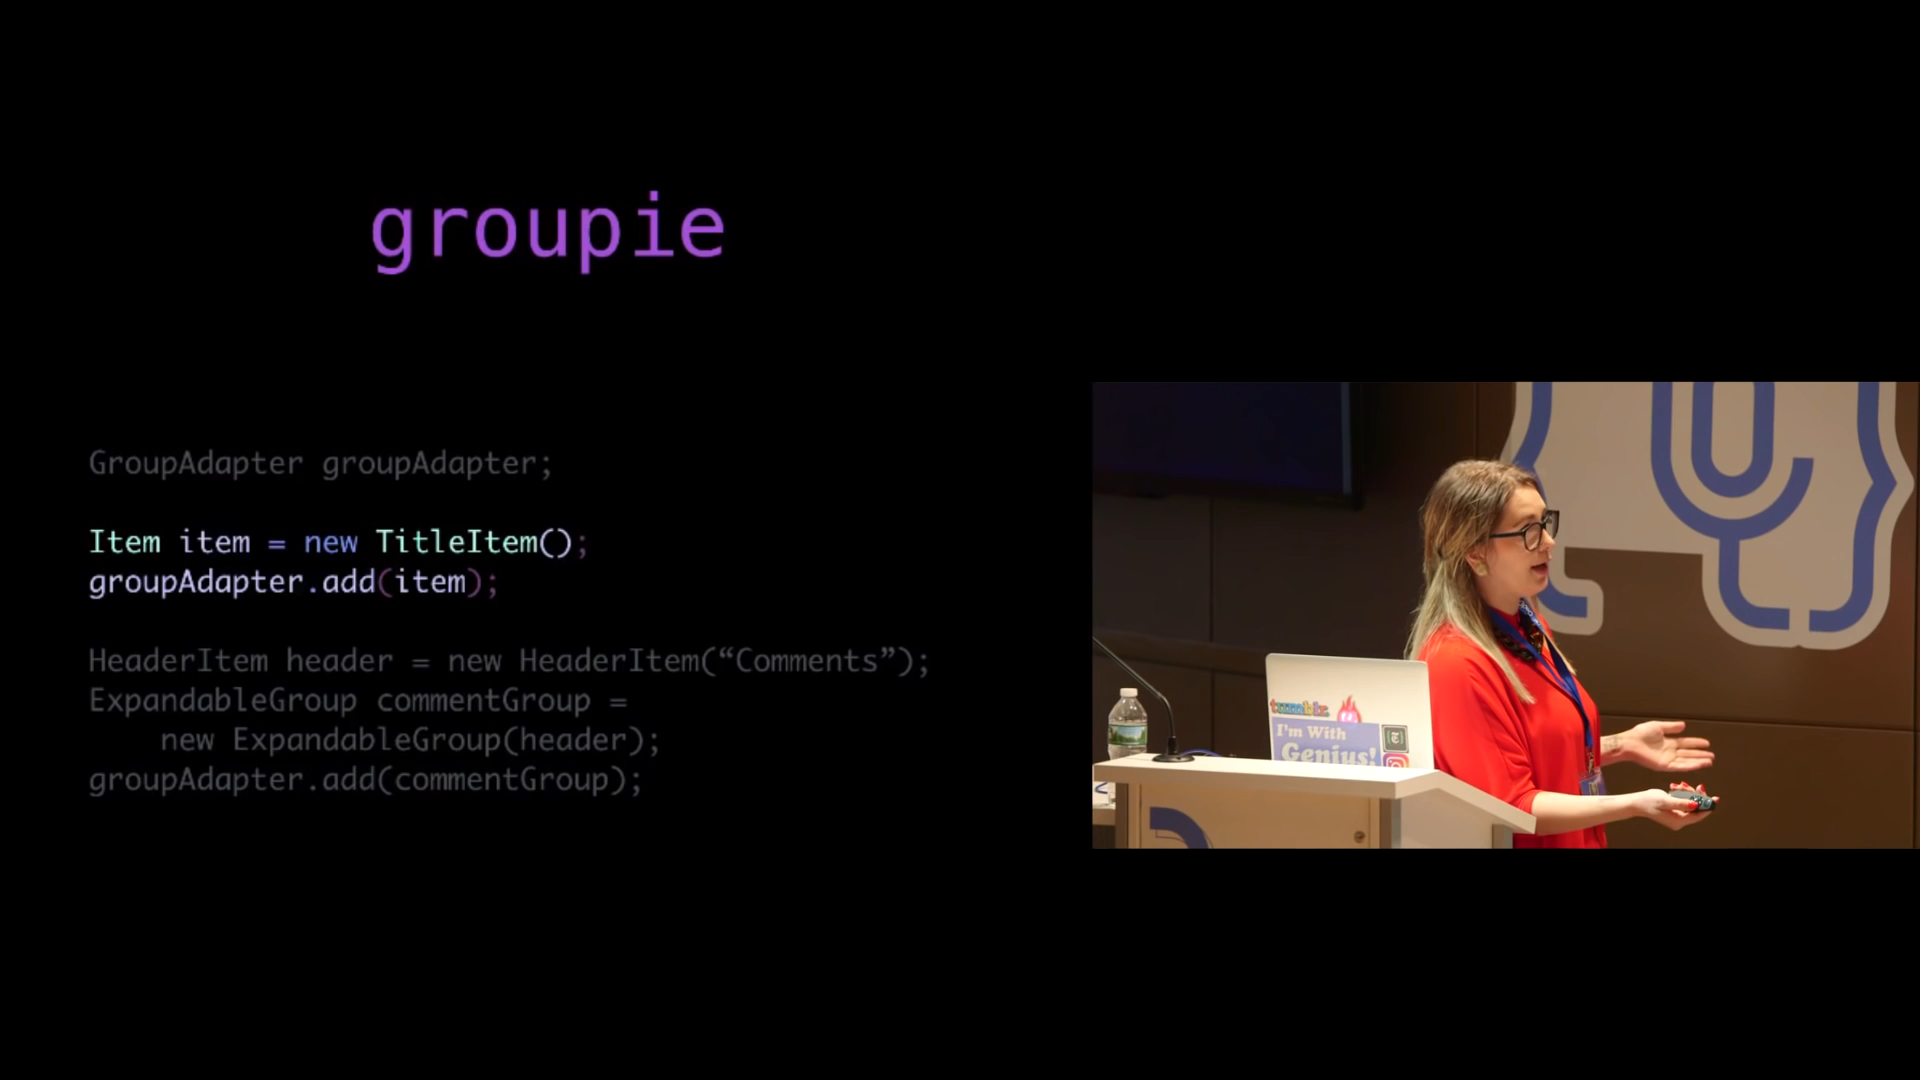 groupie
GroupAdapter groupAdapter;
Item item = new TitleItem();
groupAdapter.add(item);
HeaderItem header = new HeaderItem(“Comments”);
ExpandableGroup commentGroup =
new ExpandableGroup(header);
groupAdapter.add(commentGroup);
tumblr.
I'm With
Genius!